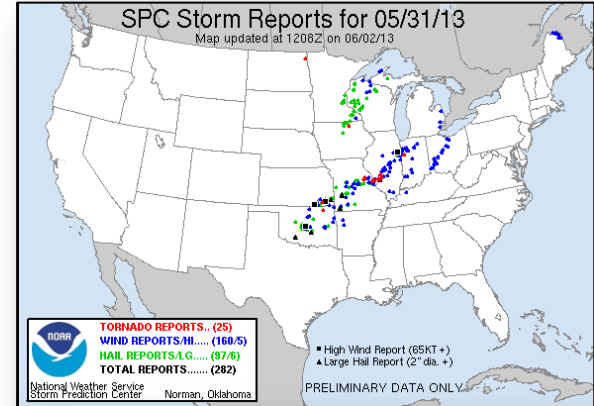 SPC Storm Reports for 05/31/13
Map updated at 1208Z on 06/02/13
NOAA
TORNADO REPORTS.. (25)
WIND REPORTS/HI..... (160/5)
HAIL REPORTS/LG..... (97/6)
TOTAL REPORTS....... (282)
National Weather Service
Storm Prediction Center Norman, Oklahoma
High Wind Report (65KT +)
Large Hail Report (2" dia. +)
PRELIMINARY DATA ONLY